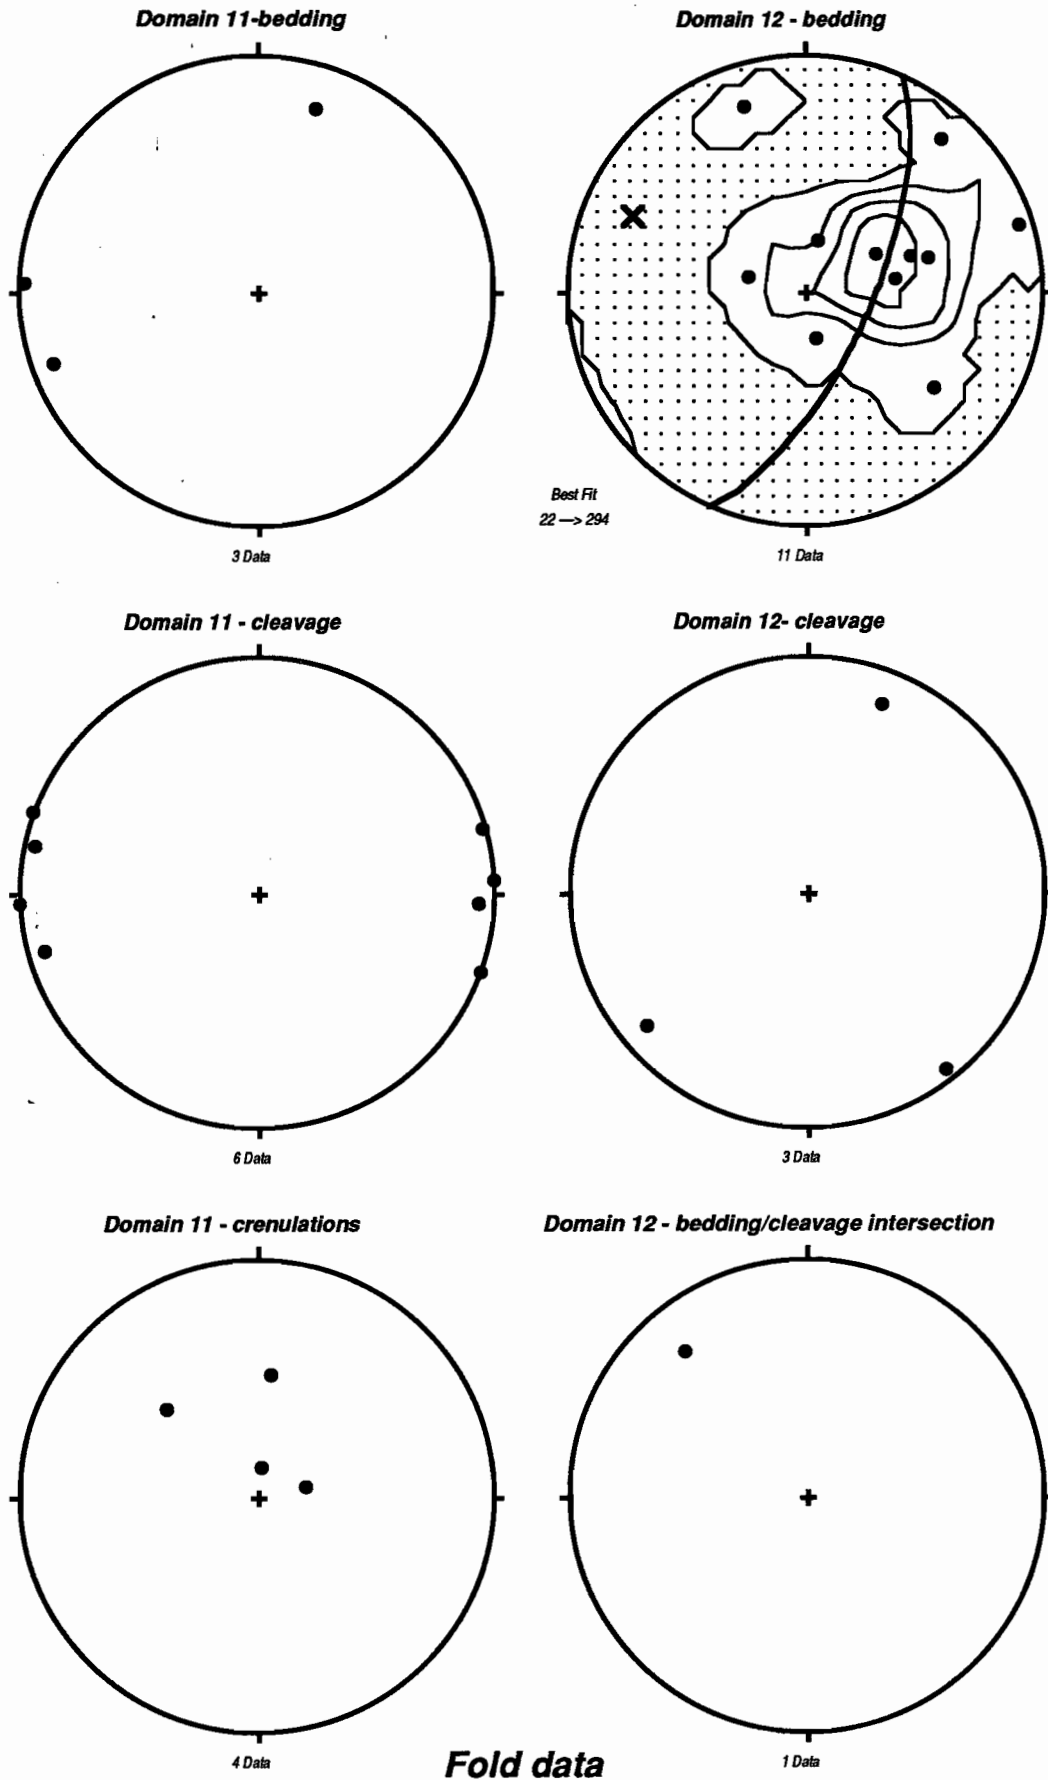 Domain 11-bedding
Domain 12 - bedding
Best Fit
22 —> 294
3 Data
11 Data
Domain 11 - cleavage
Domain 12- cleavage
6 Data
3 Data
Domain 11 - crenulations
Domain 12 - bedding/cleavage intersection
4 Data
Fold data
1 Data